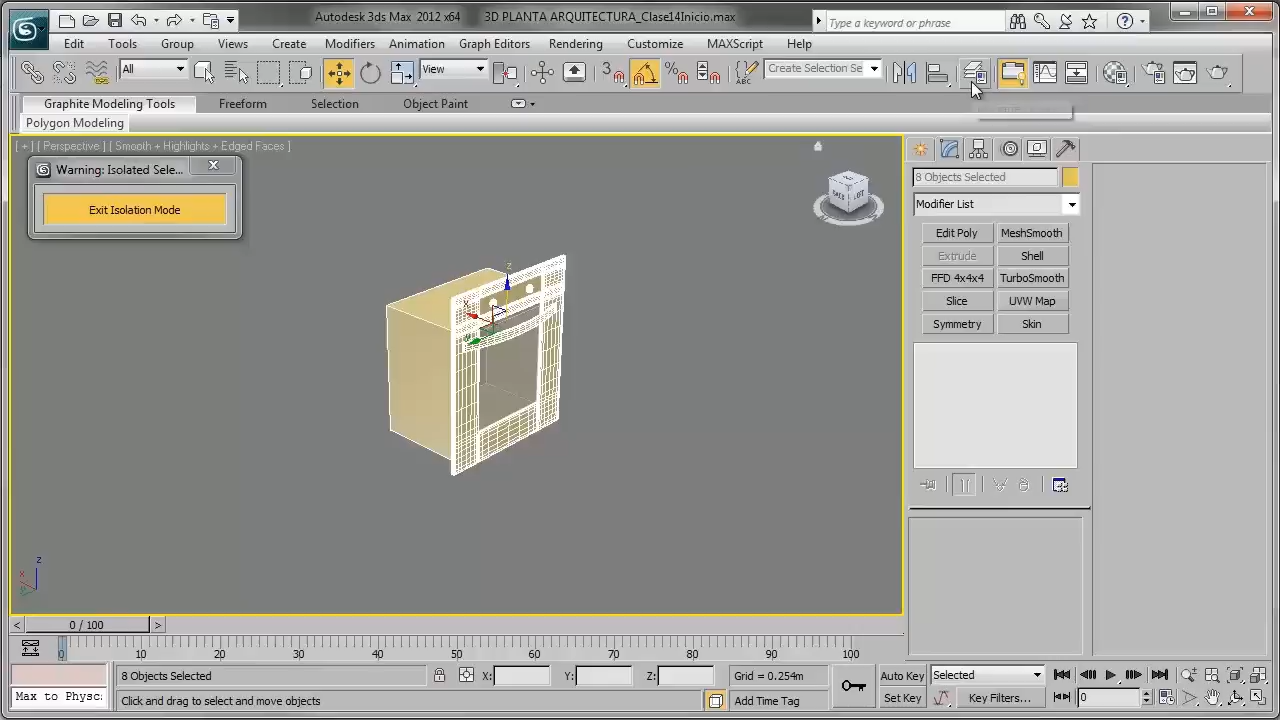 Autodesk 3ds Max 2012 x64 3D PLANTA ARQUITECTURA_Clase14Inicio.max
Type a keyword or phrase
Edit Tools Group Views Create Modifiers Animation Graph Editors Rendering Customize MAXScript Help
All View 3 ABC Create Selection Se
Graphite Modeling Tools Freeform Selection Object Paint
Polygon Modeling
[ + ] [ Perspective ] [ Smooth + Highlights + Edged Faces ]
Warning: Isolated Sele...
Exit Isolation Mode
8 Objects Selected
Modifier List
Edit Poly MeshSmooth
Extrude Shell
FFD 4x4x4 TurboSmooth
Slice UVW Map
Symmetry Skin
z
x
z
x
< 0 / 100 >
0 10 20 30 40 50 60 70 80 90 100
8 Objects Selected X: Y: Z: Grid = 0.254m Auto Key Selected
Max to Physc: Click and drag to select and move objects Add Time Tag Set Key Key Filters... 0